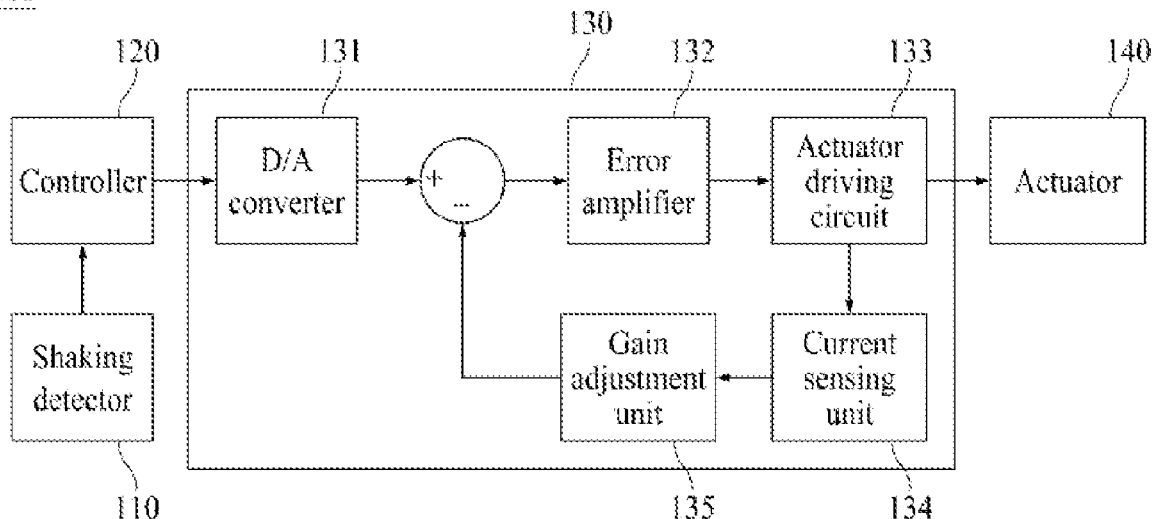 130
120
131
132
133
140
Controller
D/A
converter
+
...
Error
amplifier
Actuator
driving
circuit
Actuator
Shaking
detector
Gain
adjustment
unit
Current
sensing
unit
110
135
134